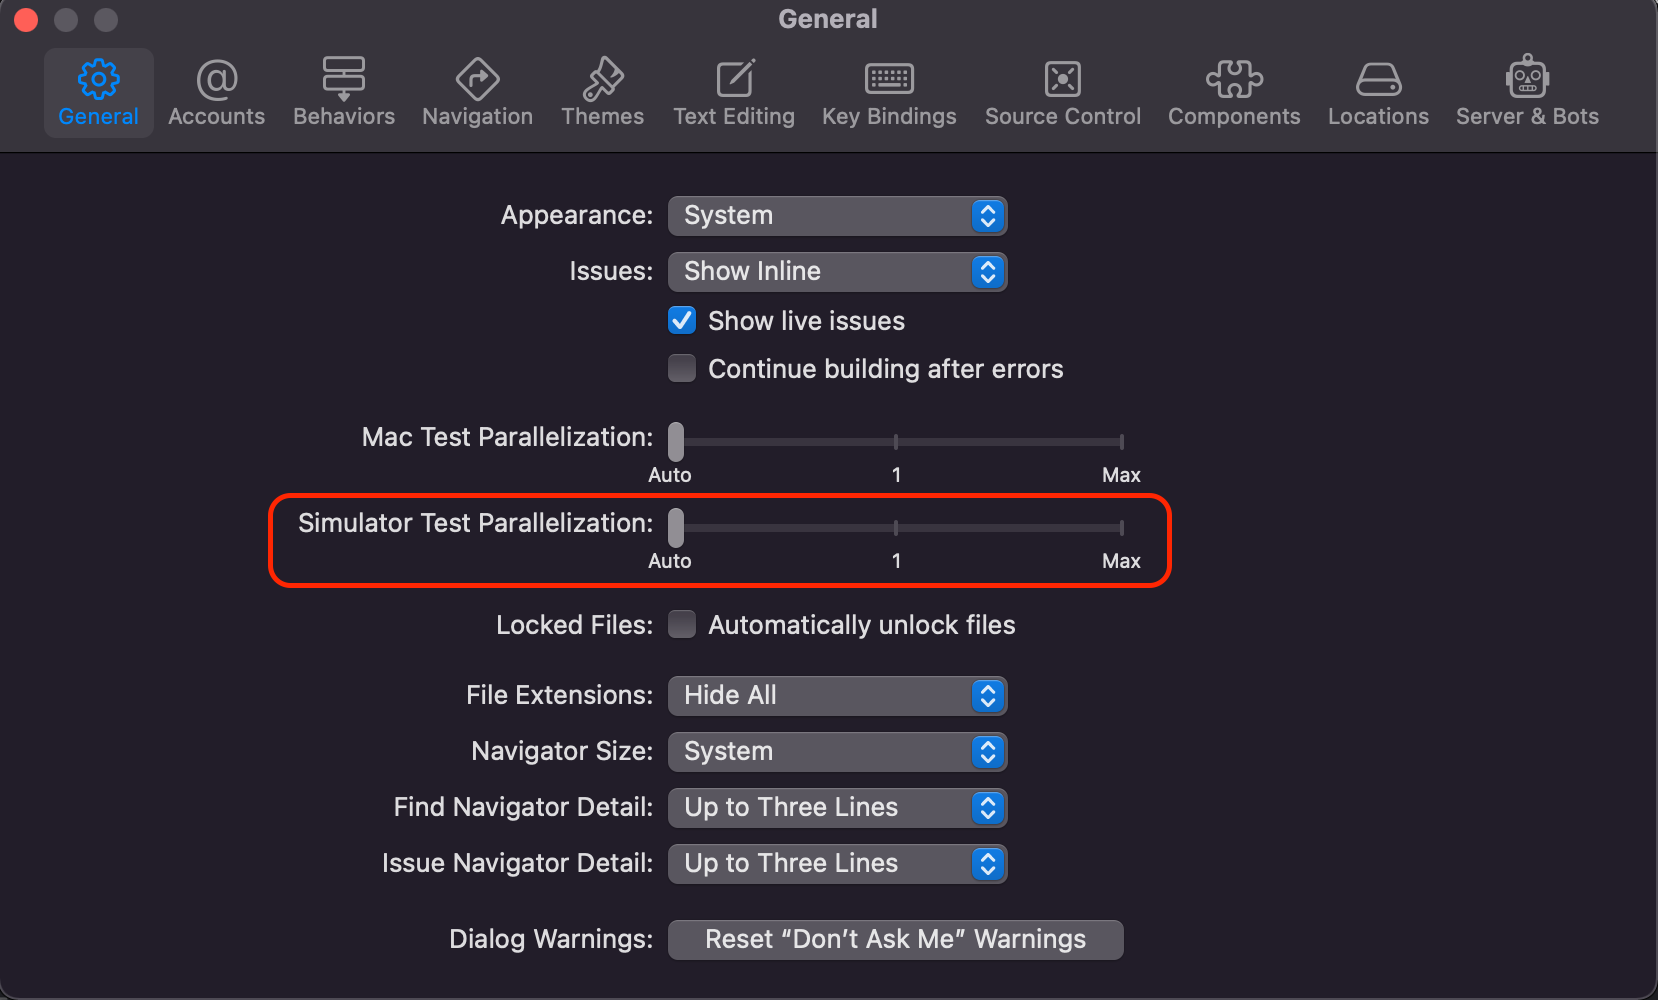 General
General Accounts Behaviors Navigation Themes Text Editing Key Bindings Source Control Components Locations Server & Bots
Appearance: System
Issues: Show Inline
Show live issues
Continue building after errors
Mac Test Parallelization:
Auto 1 Max
Simulator Test Parallelization:
Auto 1 Max
Locked Files: Automatically unlock files
File Extensions: Hide All
Navigator Size: System
Find Navigator Detail: Up to Three Lines
Issue Navigator Detail: Up to Three Lines
Dialog Warnings: Reset “Don’t Ask Me” Warnings